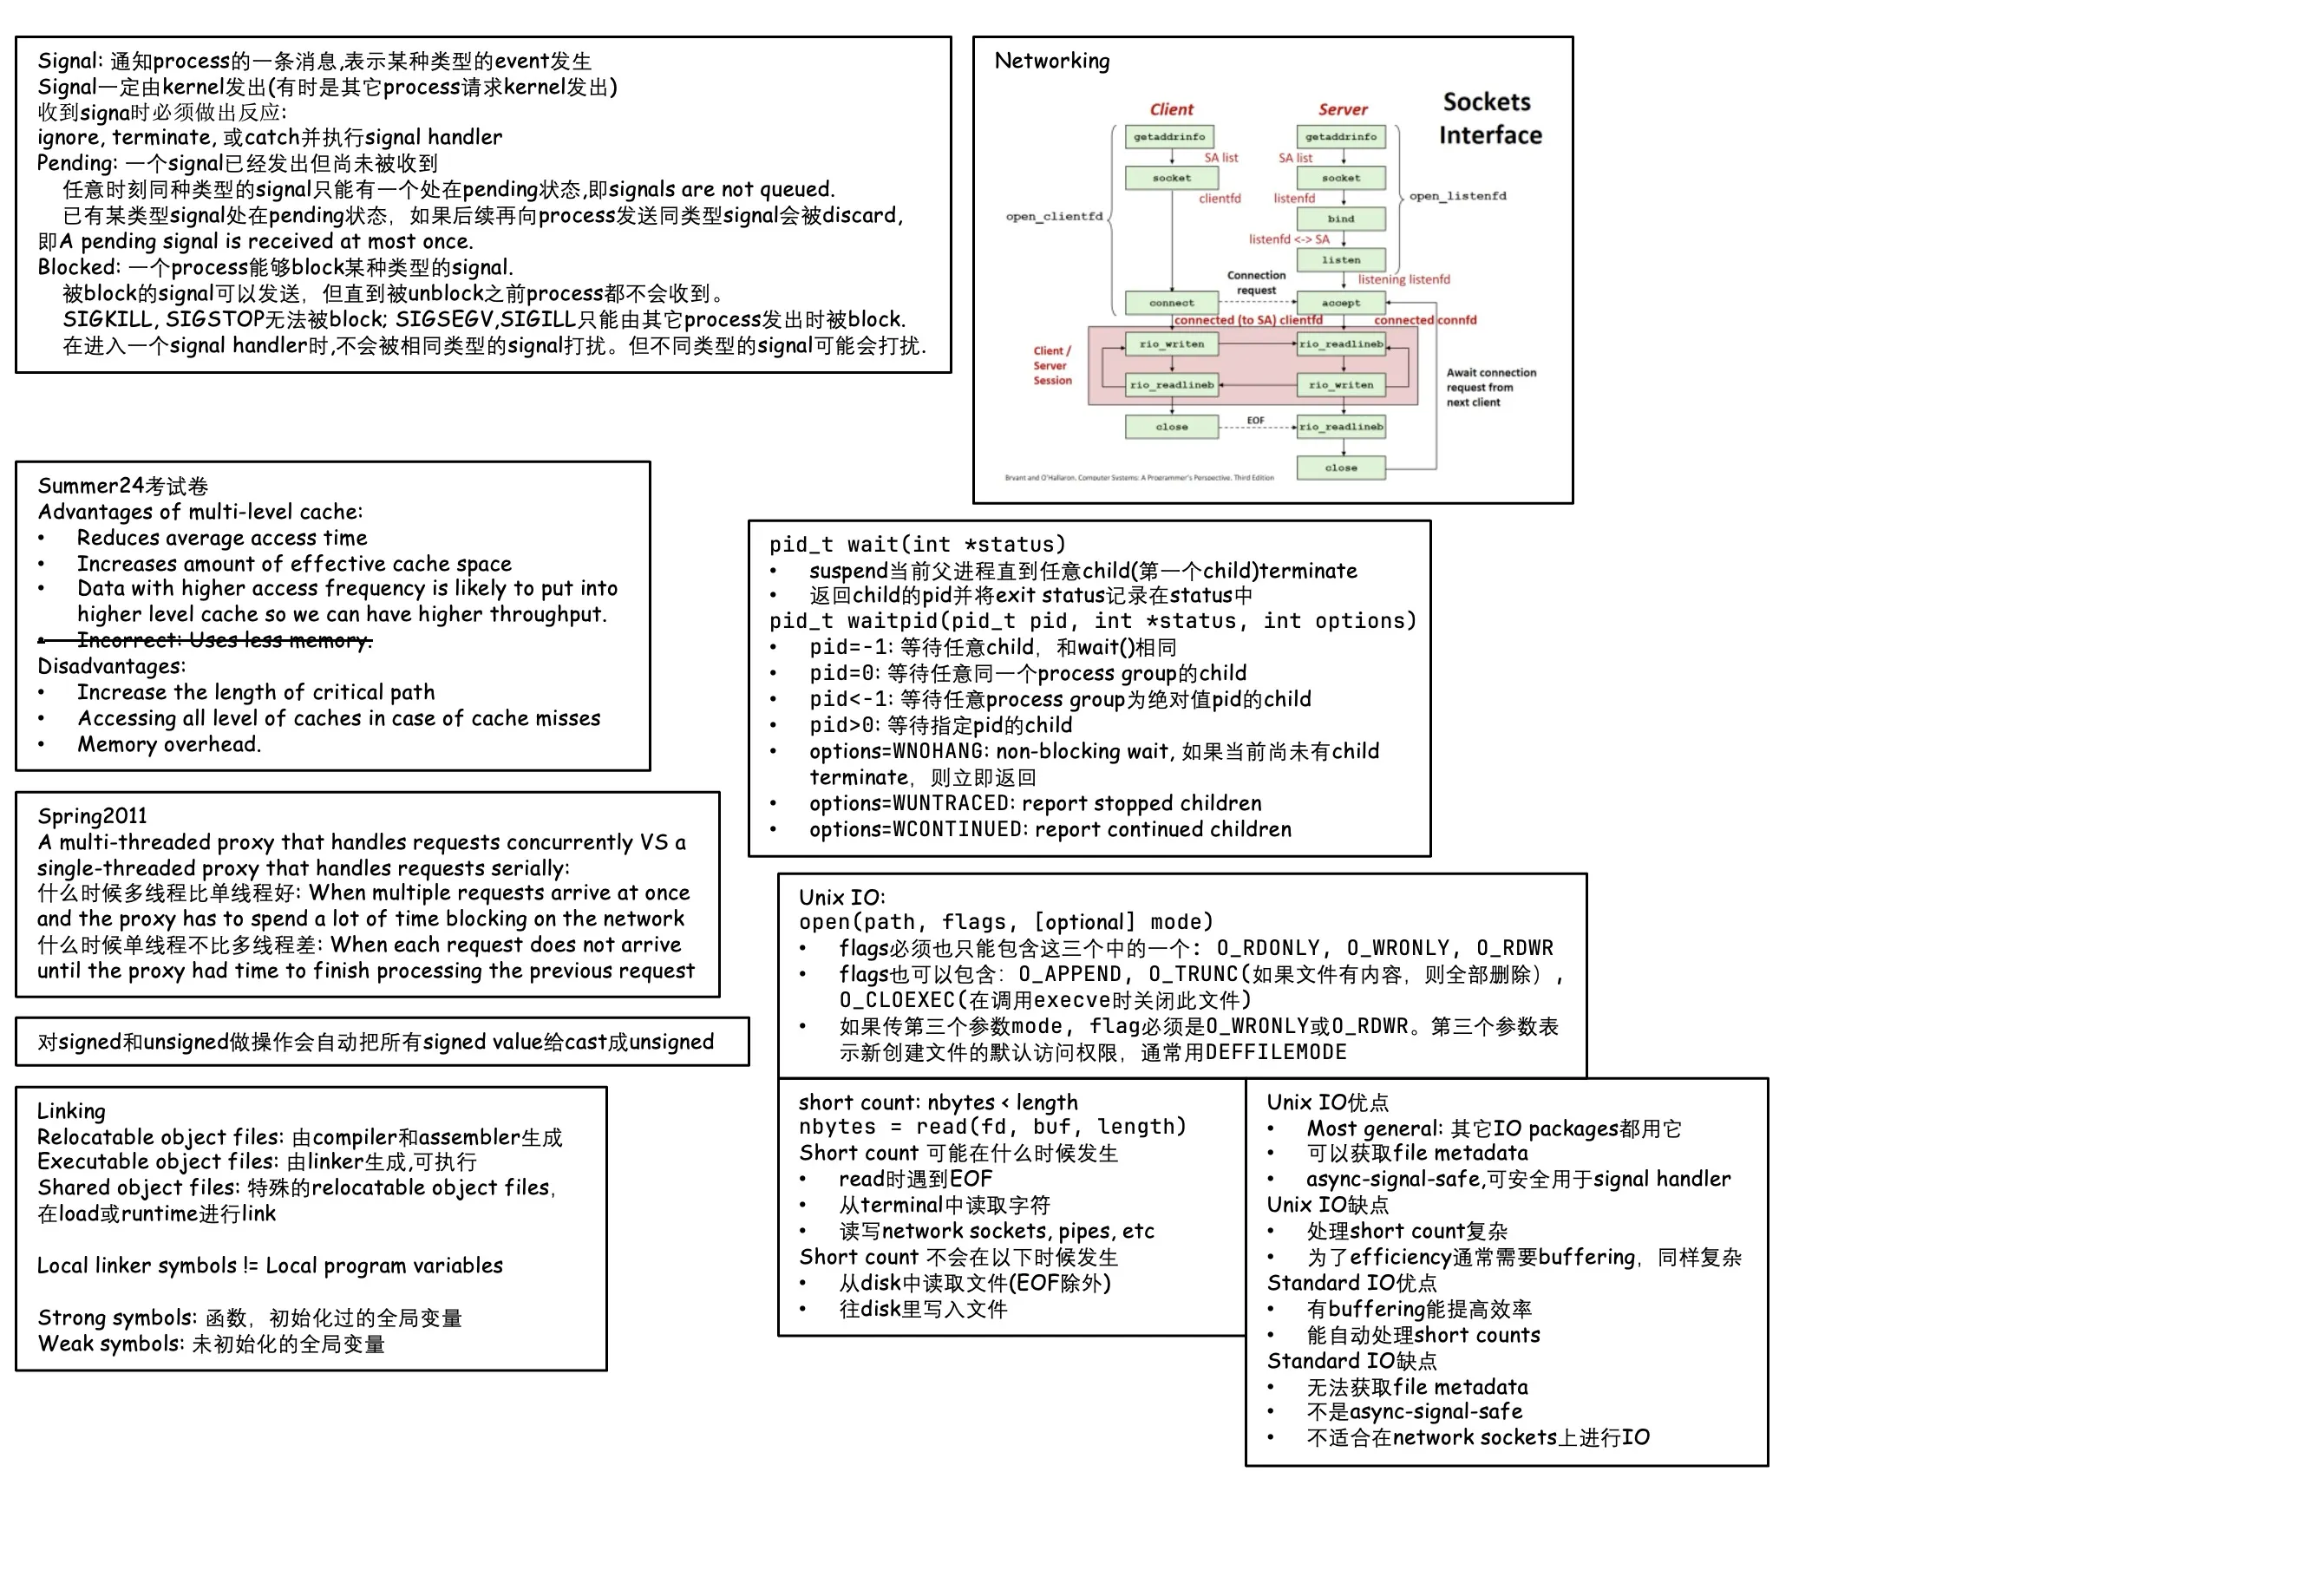 Signal: 通知process的一条消息,表示某种类型的event发生
Signal一定由kernel发出(有时是其它process请求kernel发出)
收到signa时必须做出反应:
ignore, terminate, 或catch并执行signal handler
Pending: 一个signal已经发出但尚未被收到
任意时刻同种类型的signal只能有一个处在pending状态,即signals are not queued.
已有某类型signal处在pending状态，如果后续再向process发送同类型signal会被discard,
即A pending signal is received at most once.
Blocked: 一个process能够block某种类型的signal.
被block的signal可以发送，但直到被unblock之前process都不会收到。
SIGKILL, SIGSTOP无法被block; SIGSEGV,SIGILL只能由其它process发出时被block.
在进入一个signal handler时,不会被相同类型的signal打扰。但不同类型的signal可能会打扰.
Networking
Sockets
Interface
Client
Server
getaddrinfo
getaddrinfo
SA list
SA list
socket
socket
clientfd
listenfd
open_clientfd
open_listenfd
bind
listenfd <-> SA
listen
listening listenfd
Connection
request
connect
accept
connected (to SA) clientfd
connected connfd
Client /
Server
Session
rio_writen
rio_readlineb
rio_readlineb
rio_writen
Await connection
request from
next client
close
EOF
rio_readlineb
close
Bryant and O'Hallaron, Computer Systems: A Programmer's Perspective, Third Edition
Summer24考试卷
Advantages of multi-level cache:
• Reduces average access time
• Increases amount of effective cache space
• Data with higher access frequency is likely to put into
higher level cache so we can have higher throughput.
• Incorrect: Uses less memory.
Disadvantages:
• Increase the length of critical path
• Accessing all level of caches in case of cache misses
• Memory overhead.
pid_t wait(int *status)
• suspend当前父进程直到任意child(第一个child)terminate
• 返回child的pid并将exit status记录在status中
pid_t waitpid(pid_t pid, int *status, int options)
• pid=-1: 等待任意child，和wait()相同
• pid=0: 等待任意同一个process group的child
• pid<-1: 等待任意process group为绝对值pid的child
• pid>0: 等待指定pid的child
• options=WNOHANG: non-blocking wait, 如果当前尚未有child
terminate，则立即返回
• options=WUNTRACED: report stopped children
• options=WCONTINUED: report continued children
Spring2011
A multi-threaded proxy that handles requests concurrently VS a
single-threaded proxy that handles requests serially:
什么时候多线程比单线程好: When multiple requests arrive at once
and the proxy has to spend a lot of time blocking on the network
什么时候单线程不比多线程差: When each request does not arrive
until the proxy had time to finish processing the previous request
对signed和unsigned做操作会自动把所有signed value给cast成unsigned
Linking
Relocatable object files: 由compiler和assembler生成
Executable object files: 由linker生成,可执行
Shared object files: 特殊的relocatable object files,
在load或runtime进行link
Local linker symbols != Local program variables
Strong symbols: 函数，初始化过的全局变量
Weak symbols: 未初始化的全局变量
Unix IO:
open(path, flags, [optional] mode)
• flags必须也只能包含这三个中的一个: O_RDONLY, O_WRONLY, O_RDWR
• flags也可以包含: O_APPEND, O_TRUNC(如果文件有内容，则全部删除）,
O_CLOEXEC(在调用execve时关闭此文件)
• 如果传第三个参数mode, flag必须是O_WRONLY或O_RDWR。第三个参数表
示新创建文件的默认访问权限，通常用DEFFILEMODE
short count: nbytes < length
nbytes = read(fd, buf, length)
Short count 可能在什么时候发生
• read时遇到EOF
• 从terminal中读取字符
• 读写network sockets, pipes, etc
Short count 不会在以下时候发生
• 从disk中读取文件(EOF除外)
• 往disk里写入文件
Unix IO优点
• Most general: 其它IO packages都用它
• 可以获取file metadata
• async-signal-safe,可安全用于signal handler
Unix IO缺点
• 处理short count复杂
• 为了efficiency通常需要buffering，同样复杂
Standard IO优点
• 有buffering能提高效率
• 能自动处理short counts
Standard IO缺点
• 无法获取file metadata
• 不是async-signal-safe
• 不适合在network sockets上进行IO